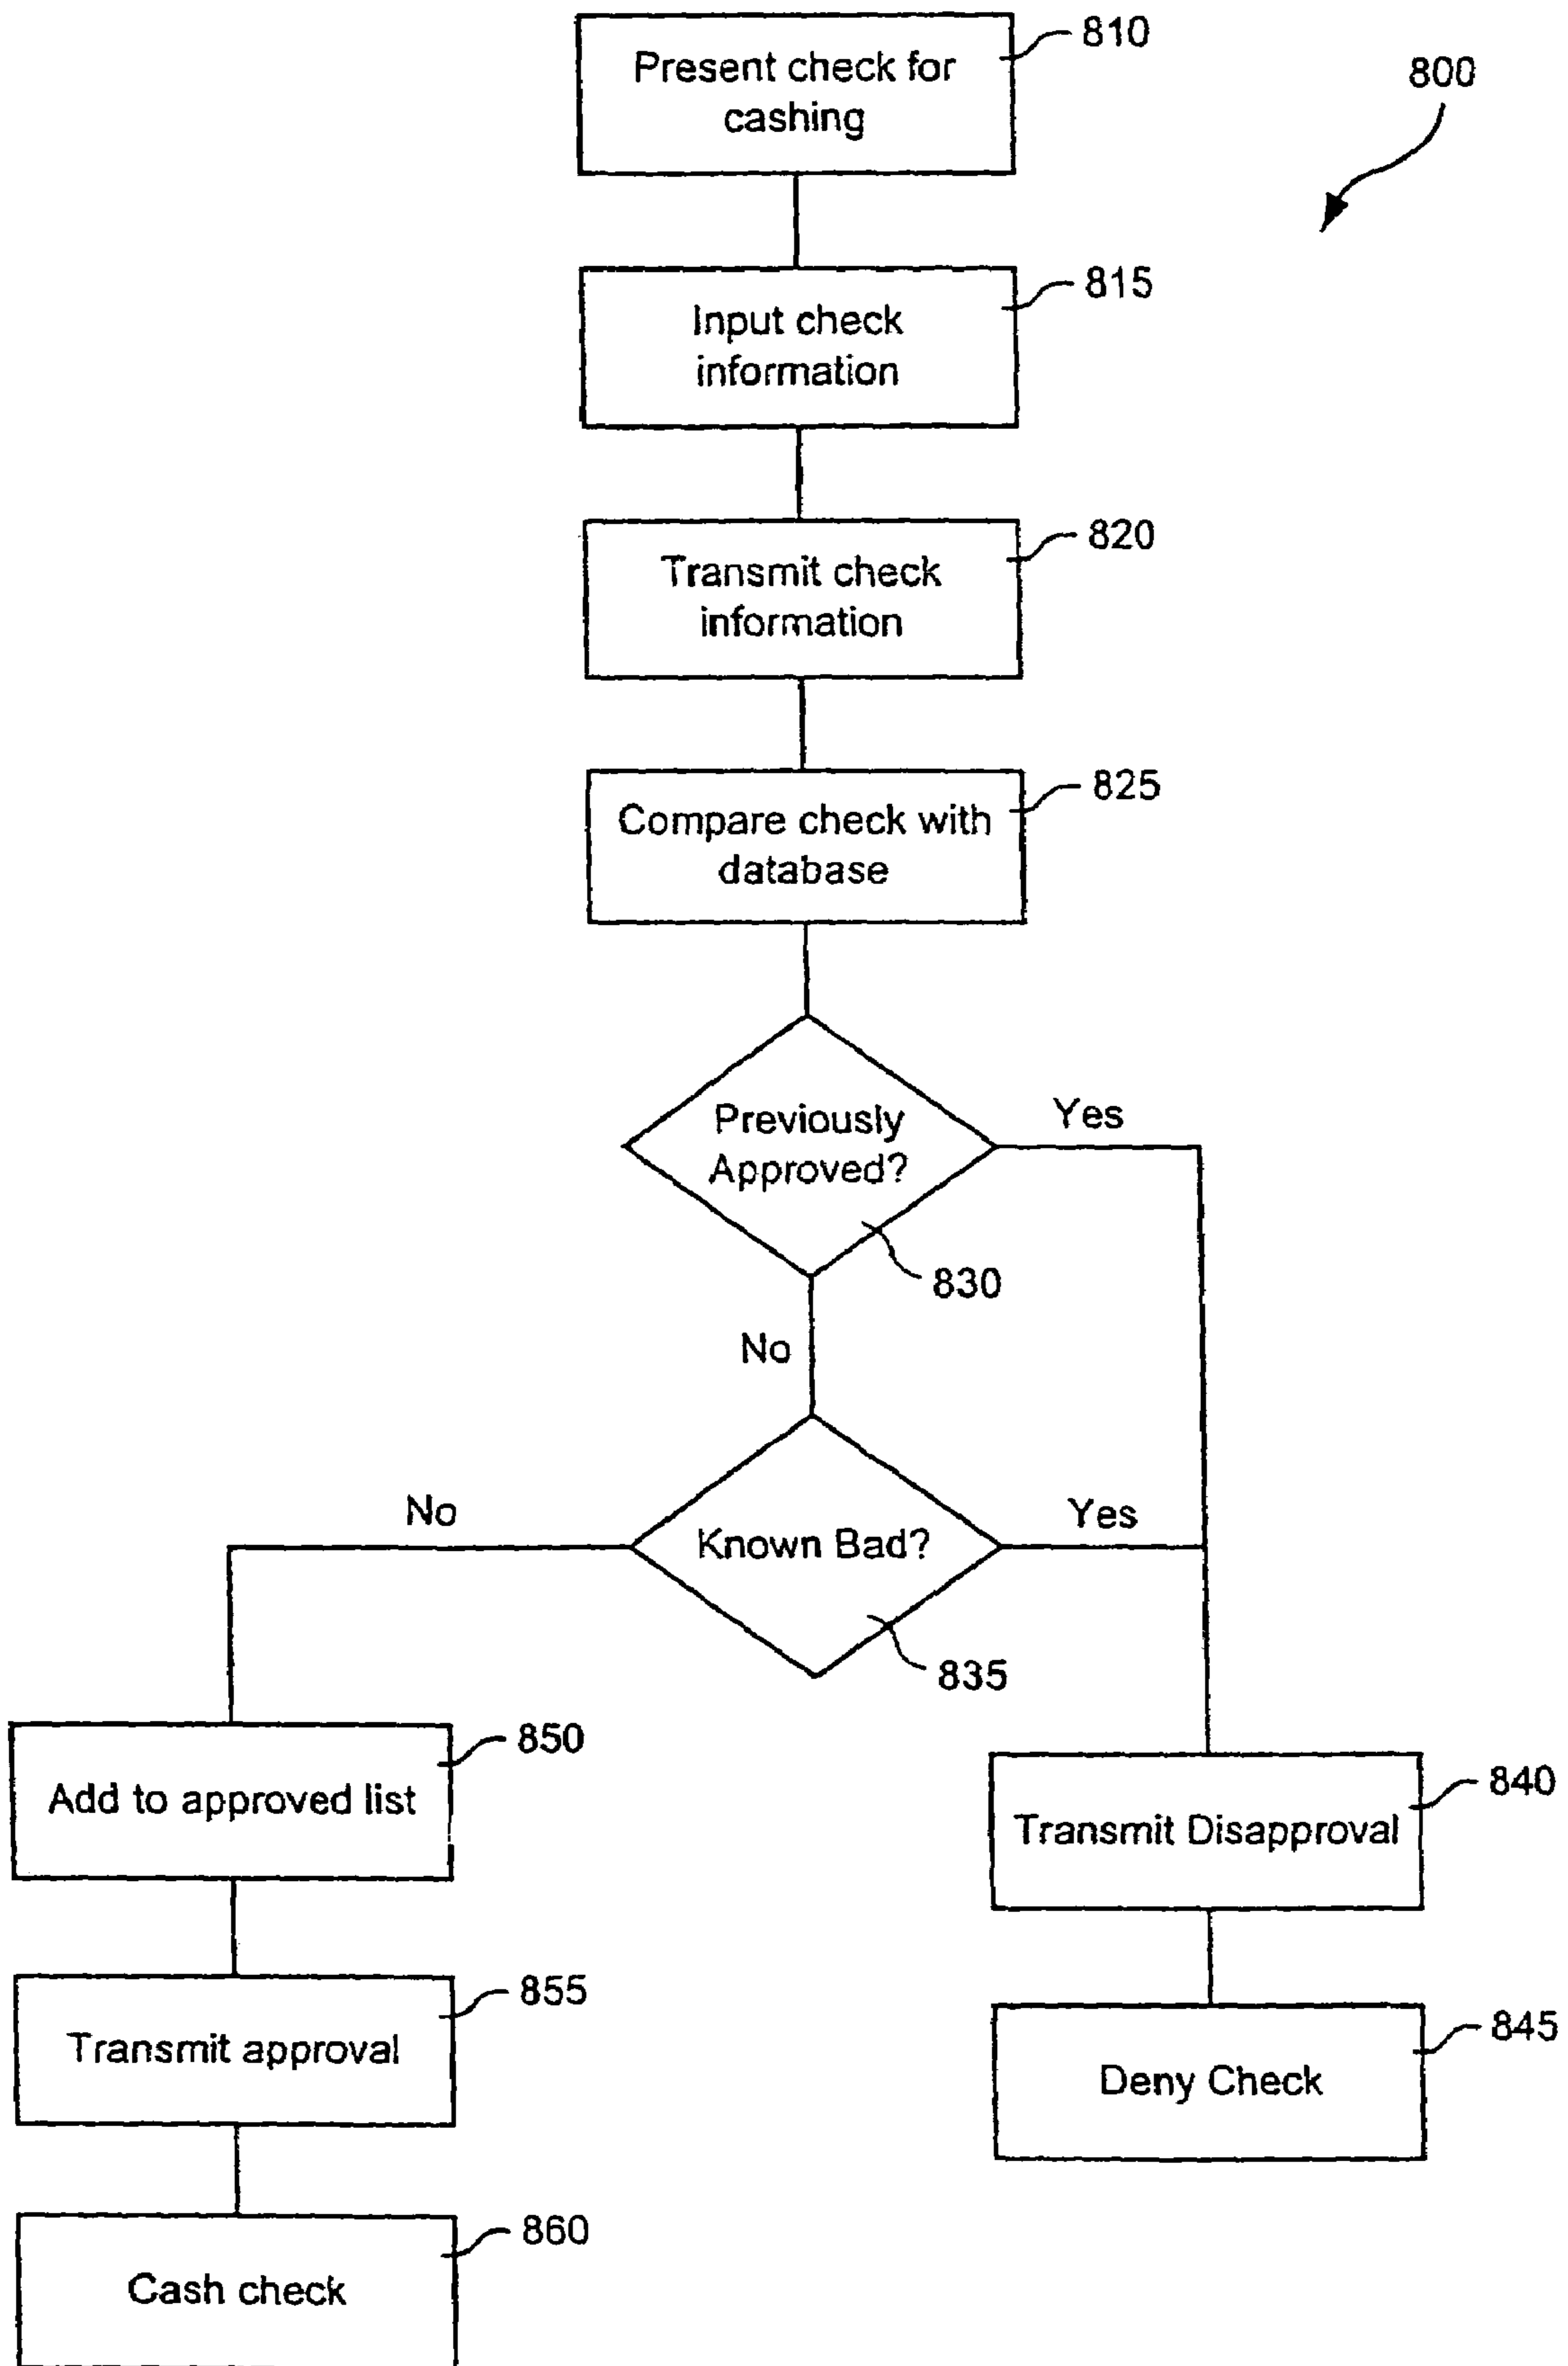 810
Present check for
cashing
800
815
Input check
information
820
Transmit check
information
825
Compare check with
database
Previously
Approved?
Yes
830
No
No
Known Bad?
Yes
835
850
Add to approved list
840
Transmit Disapproval
855
Transmit approval
845
Deny Check
860
Cash check